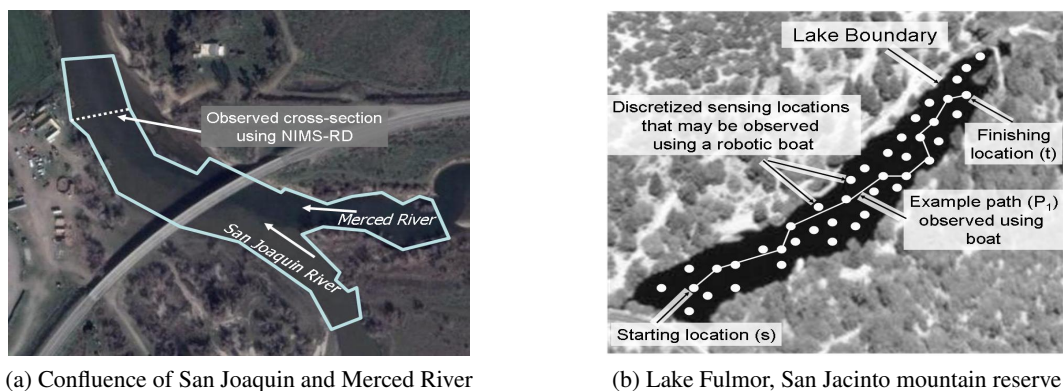 Observed cross-section
using NIMS-RD
Merced River
San Joaquin River
(a) Confluence of San Joaquin and Merced River
Lake Boundary
Discretized sensing locations
that may be observed
using a robotic boat
Finishing
location (t)
Example path (P₁)
observed using
boat
Starting location (s)
(b) Lake Fulmor, San Jacinto mountain reserve